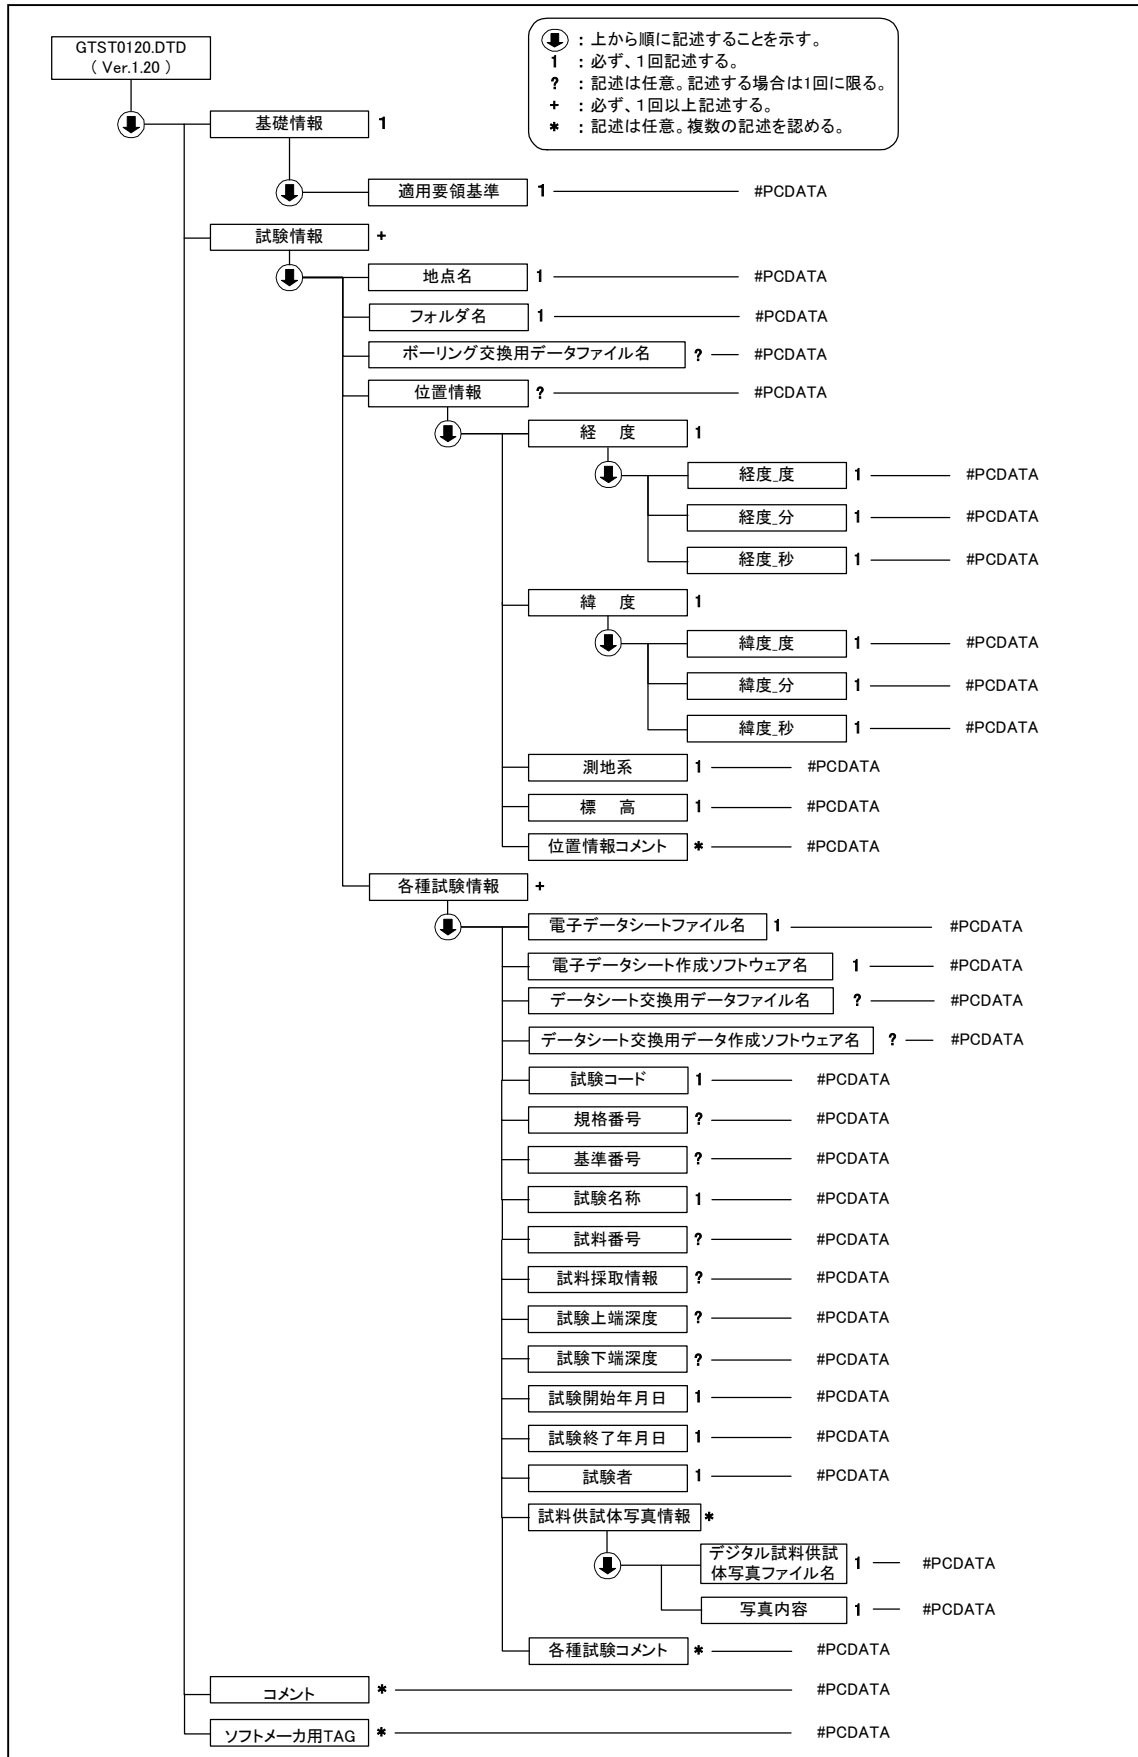 GTST0120.DTD
( Ver.1.20 )
⬇ : 上から順に記述することを示す。
1 : 必ず、1回記述する。
? : 記述は任意。記述する場合は1回に限る。
+ : 必ず、1回以上記述する。
* : 記述は任意。複数の記述を認める。
基礎情報 1
適用要領基準 1 #PCDATA
試験情報 +
地点名 1 #PCDATA
フォルダ名 1 #PCDATA
ボーリング交換用データファイル名 ? #PCDATA
位置情報 ? #PCDATA
経 度 1
経度_度 1 #PCDATA
経度_分 1 #PCDATA
経度_秒 1 #PCDATA
緯 度 1
緯度_度 1 #PCDATA
緯度_分 1 #PCDATA
緯度_秒 1 #PCDATA
測地系 1 #PCDATA
標 高 1 #PCDATA
位置情報コメント * #PCDATA
各種試験情報 +
電子データシートファイル名 1 #PCDATA
電子データシート作成ソフトウェア名 1 #PCDATA
データシート交換用データファイル名 ? #PCDATA
データシート交換用データ作成ソフトウェア名 ? #PCDATA
試験コード 1 #PCDATA
規格番号 ? #PCDATA
基準番号 ? #PCDATA
試験名称 1 #PCDATA
試料番号 ? #PCDATA
試料採取情報 ? #PCDATA
試験上端深度 ? #PCDATA
試験下端深度 ? #PCDATA
試験開始年月日 1 #PCDATA
試験終了年月日 1 #PCDATA
試験者 1 #PCDATA
試料供試体写真情報 *
デジタル試料供試
体写真ファイル名 1 #PCDATA
写真内容 1 #PCDATA
各種試験コメント * #PCDATA
コメント * #PCDATA
ソフトメーカ用TAG * #PCDATA